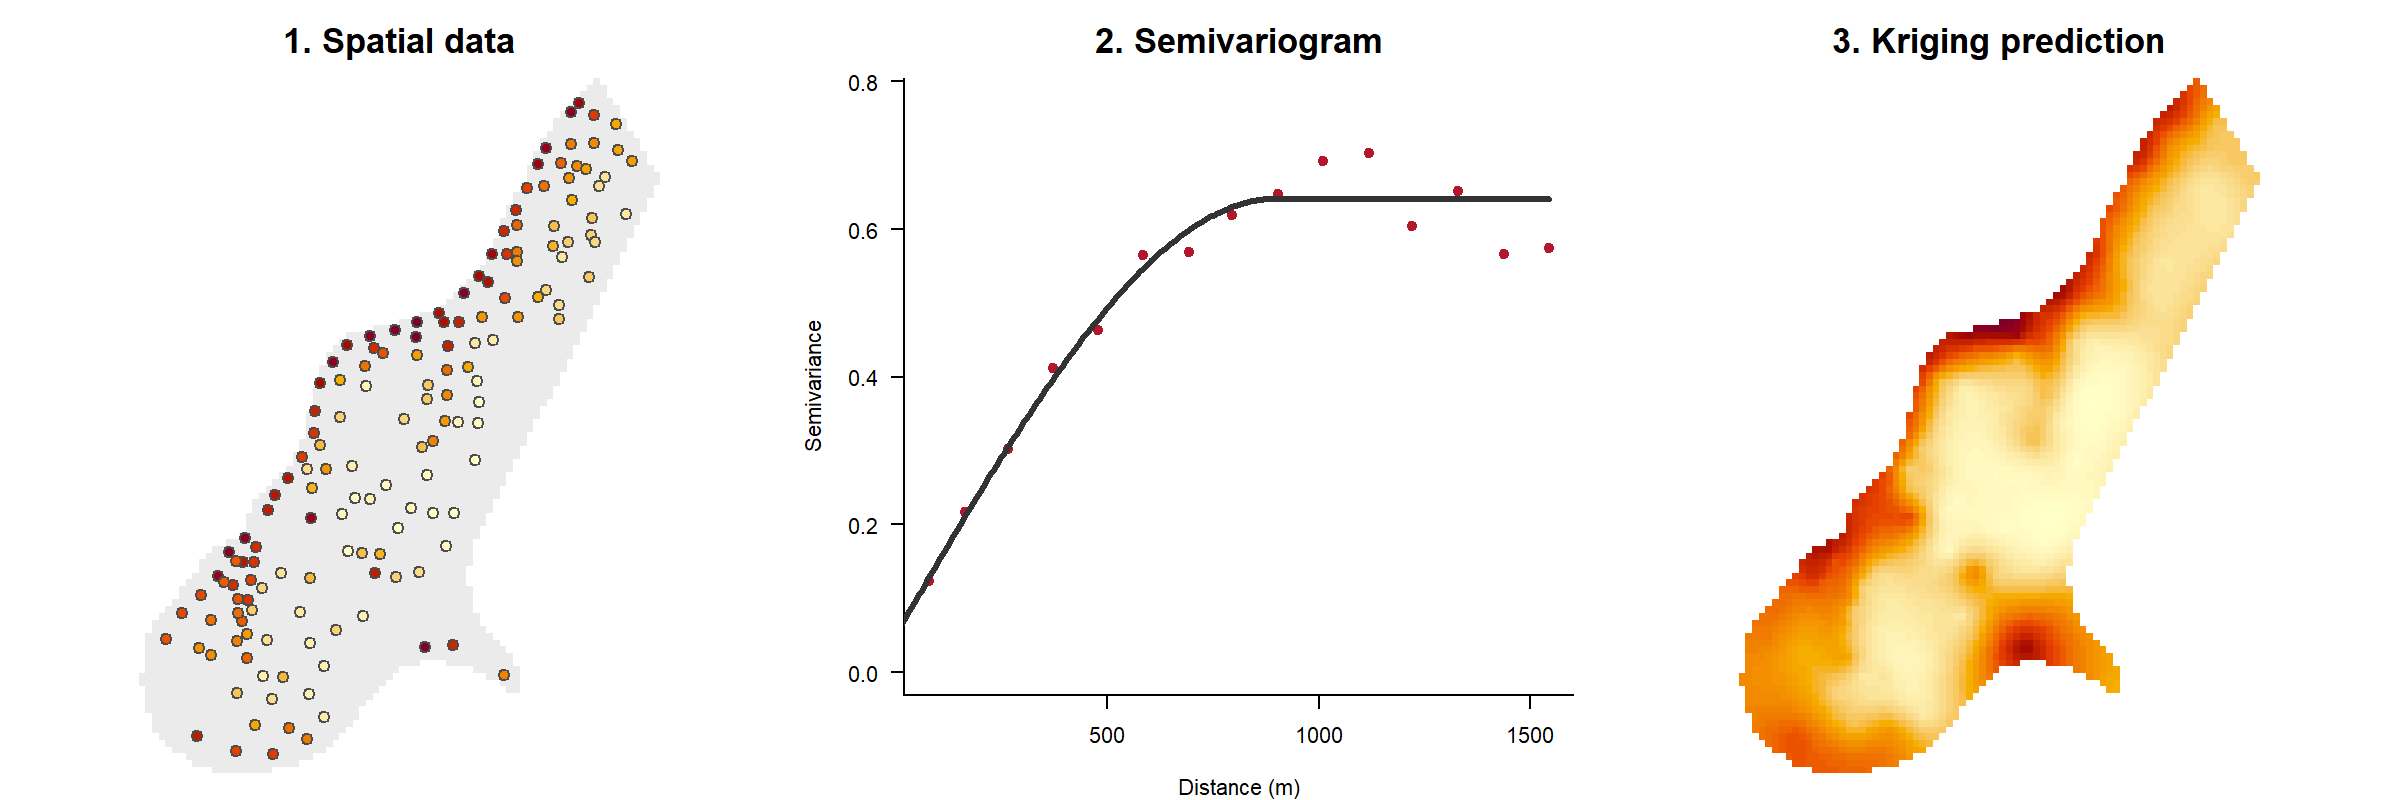 1. Spatial data
2. Semivariogram
3. Kriging prediction
0.8
0.6
0.4
0.2
0.0
Semivariance
500 1000 1500
Distance (m)